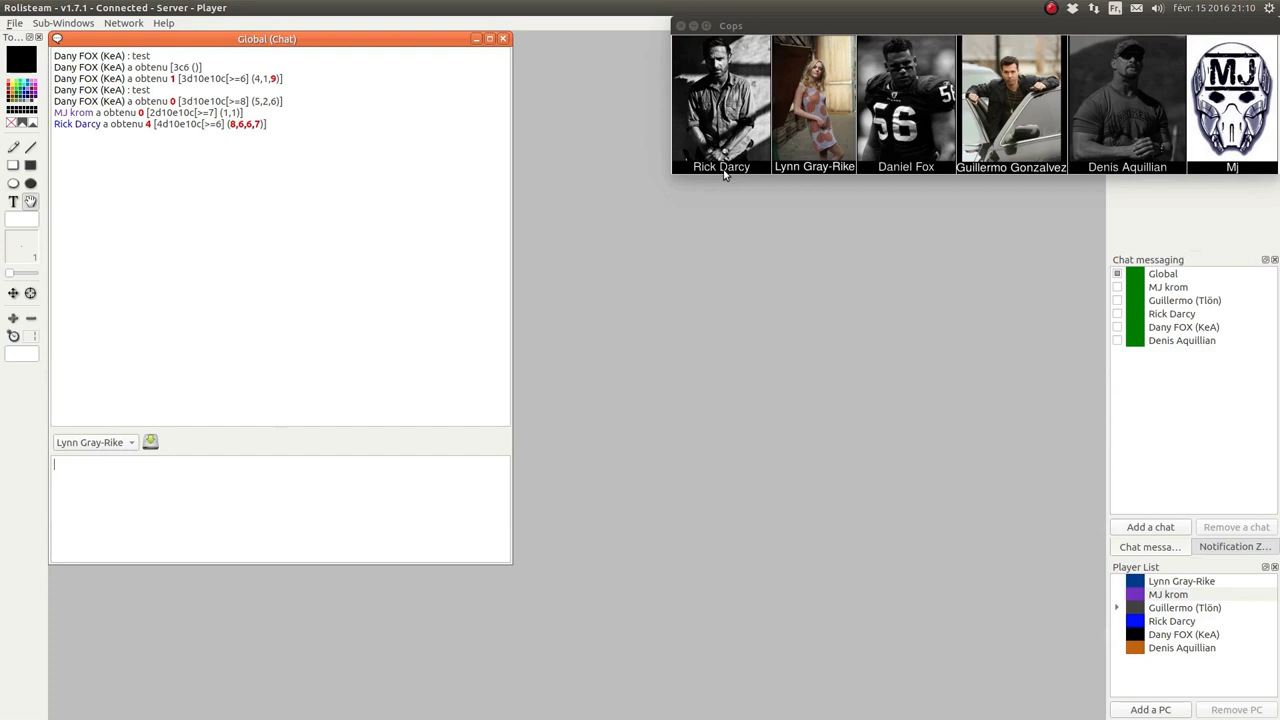 Rolisteam - v1.7.1 - Connected - Server - Player
Fr
févr. 15 2016 21:10
File Sub-Windows Network Help
To...
Global (Chat)
Dany FOX (KeA) : test
Dany FOX (KeA) a obtenu [3c6 ()]
Dany FOX (KeA) a obtenu 1 [3d10e10c[>=6] (4,1,9)]
Dany FOX (KeA) : test
Dany FOX (KeA) a obtenu 0 [3d10e10c[>=8] (5,2,6)]
MJ krom a obtenu 0 [2d10e10c[>=7] (1,1)]
Rick Darcy a obtenu 4 [4d10e10c[>=6] (8,6,6,7)]
T
1
Lynn Gray-Rike
Cops
56
MJ
Rick Darcy
Lynn Gray-Rike
Daniel Fox
Guillermo Gonzalvez
Denis Aquillian
Mj
Chat messaging
Global
MJ krom
Guillermo (Tlön)
Rick Darcy
Dany FOX (KeA)
Denis Aquillian
Add a chat
Remove a chat
Chat messa...
Notification Z...
Player List
Lynn Gray-Rike
MJ krom
Guillermo (Tlön)
Rick Darcy
Dany FOX (KeA)
Denis Aquillian
Add a PC
Remove PC